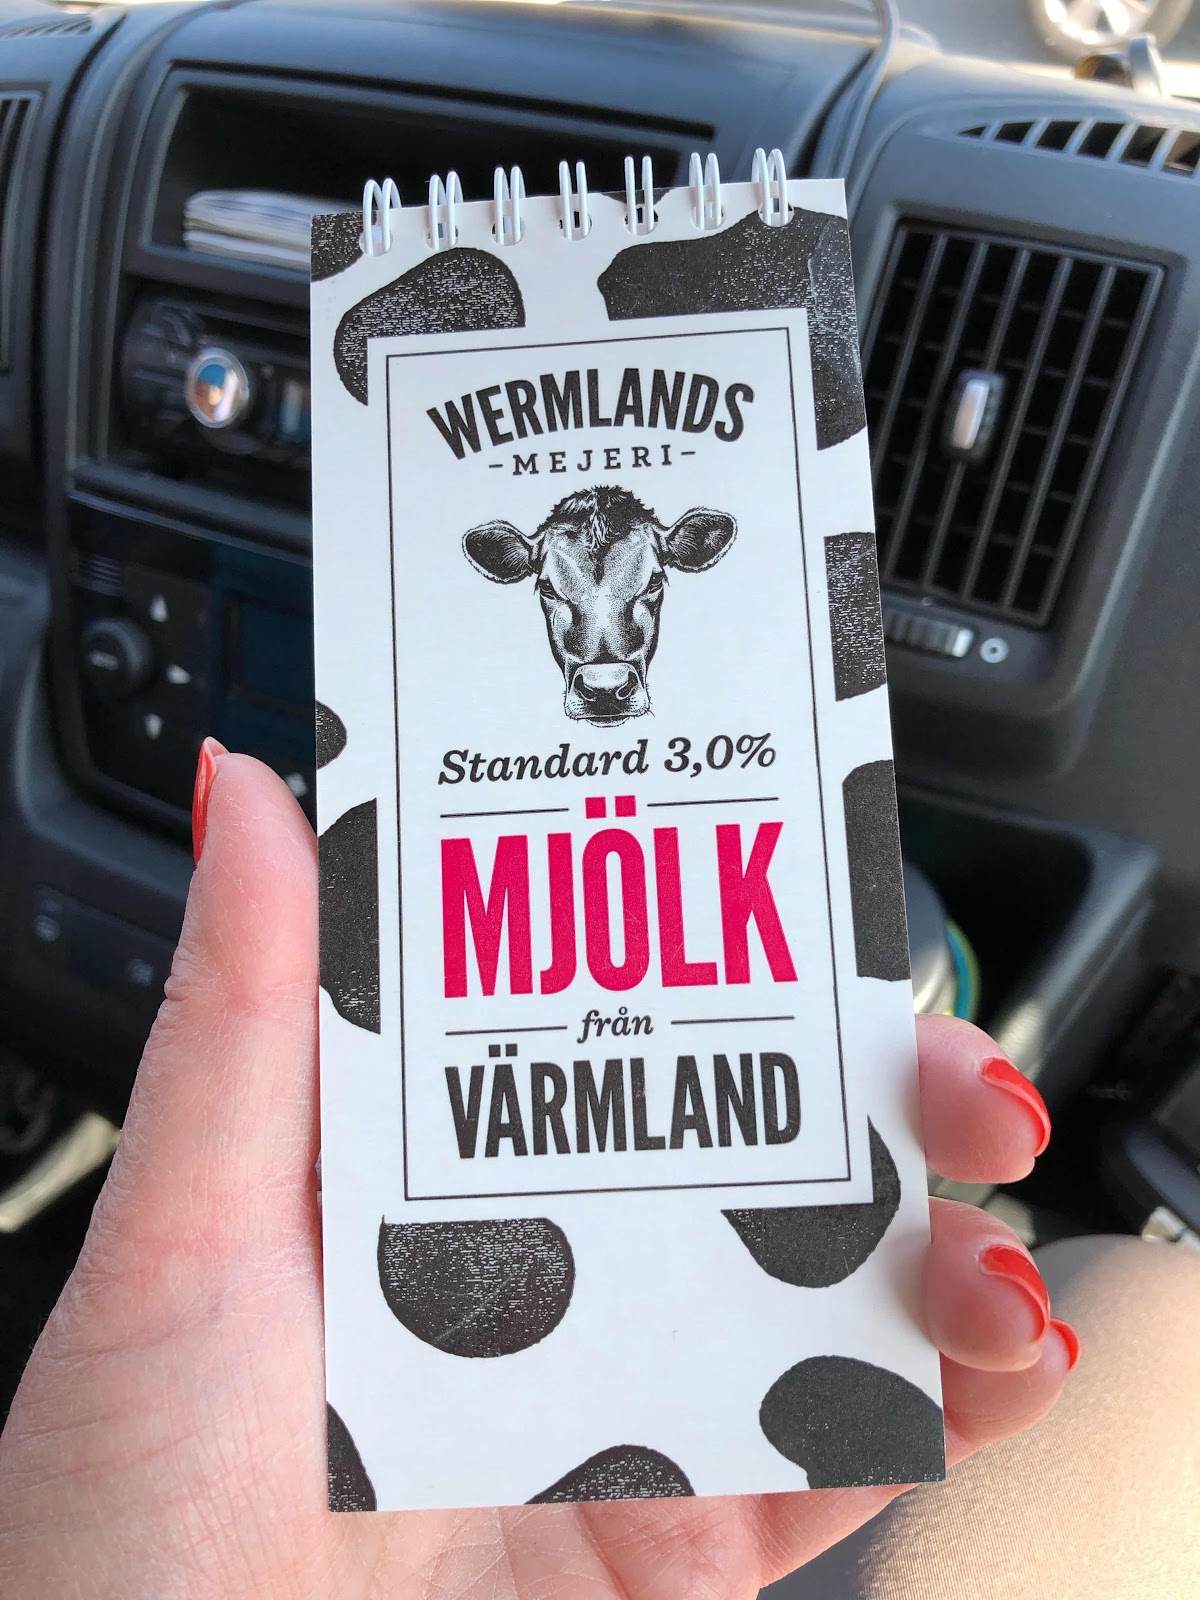 WERMLANDS
-MEJERI-
Standard 3,0%
MJÖLK
från
VÄRMLAND